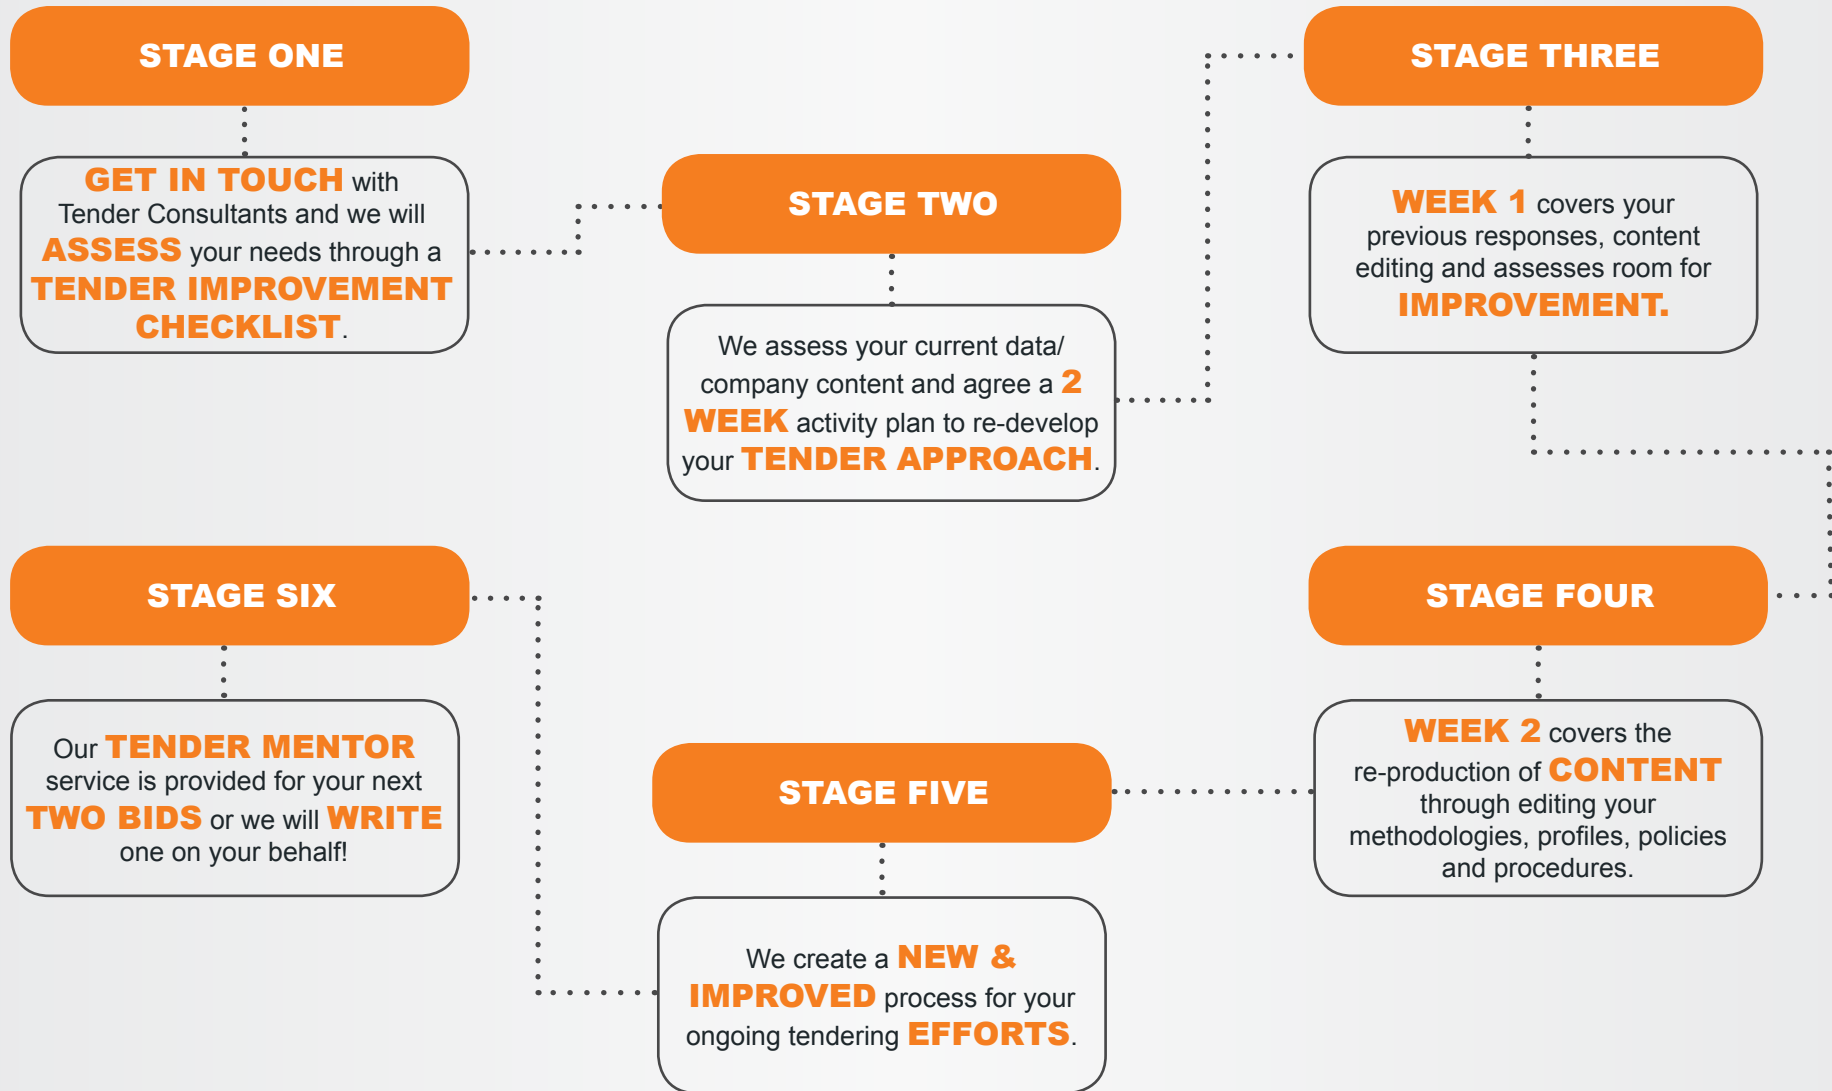 STAGE ONE
GET IN TOUCH with
Tender Consultants and we will
ASSESS your needs through a
TENDER IMPROVEMENT
CHECKLIST.
STAGE TWO
We assess your current data/
company content and agree a 2
WEEK activity plan to re-develop
your TENDER APPROACH.
STAGE THREE
WEEK 1 covers your
previous responses, content
editing and assesses room for
IMPROVEMENT.
STAGE FOUR
WEEK 2 covers the
re-production of CONTENT
through editing your
methodologies, profiles, policies
and procedures.
STAGE FIVE
We create a NEW &
IMPROVED process for your
ongoing tendering EFFORTS.
STAGE SIX
Our TENDER MENTOR
service is provided for your next
TWO BIDS or we will WRITE
one on your behalf!